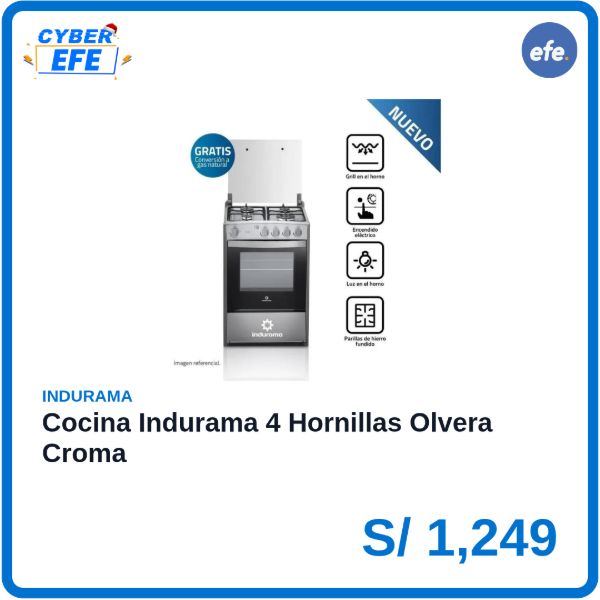 CYBER
EFE
efe.
NUEVO
GRATIS
Conversión a
gas natural
Grill en el horno
Encendido
eléctrico
Luz en el horno
Parillas de hierro
fundido
indurama
Imagen referencial.
INDURAMA
Cocina Indurama 4 Hornillas Olvera
Croma
S/ 1,249